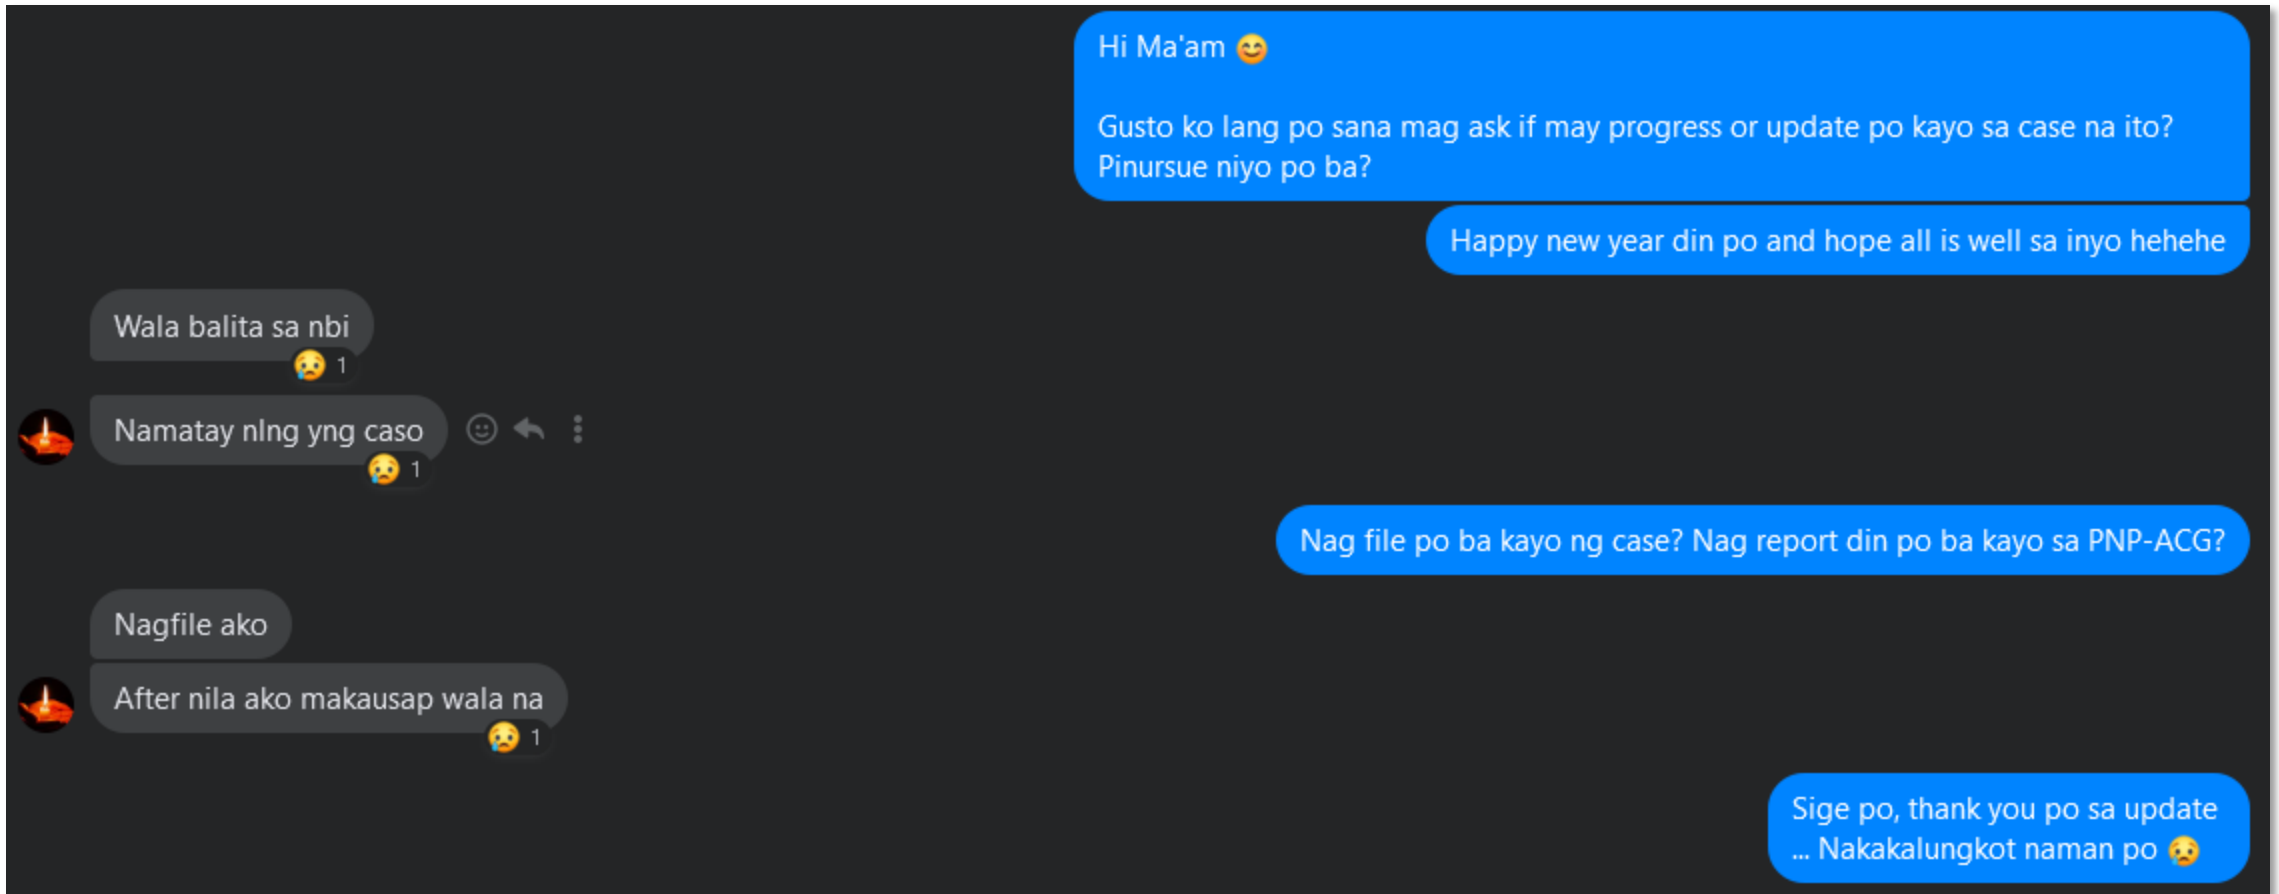 Hi Ma'am 😊
Gusto ko lang po sana mag ask if may progress or update po kayo sa case na ito?
Pinursue niyo po ba?
Happy new year din po and hope all is well sa inyo hehehe
Wala balita sa nbi
😥 1
Namatay nlng yng caso
😥 1
Nag file po ba kayo ng case? Nag report din po ba kayo sa PNP-ACG?
Nagfile ako
After nila ako makausap wala na
😥 1
Sige po, thank you po sa update
... Nakakalungkot naman po 😥